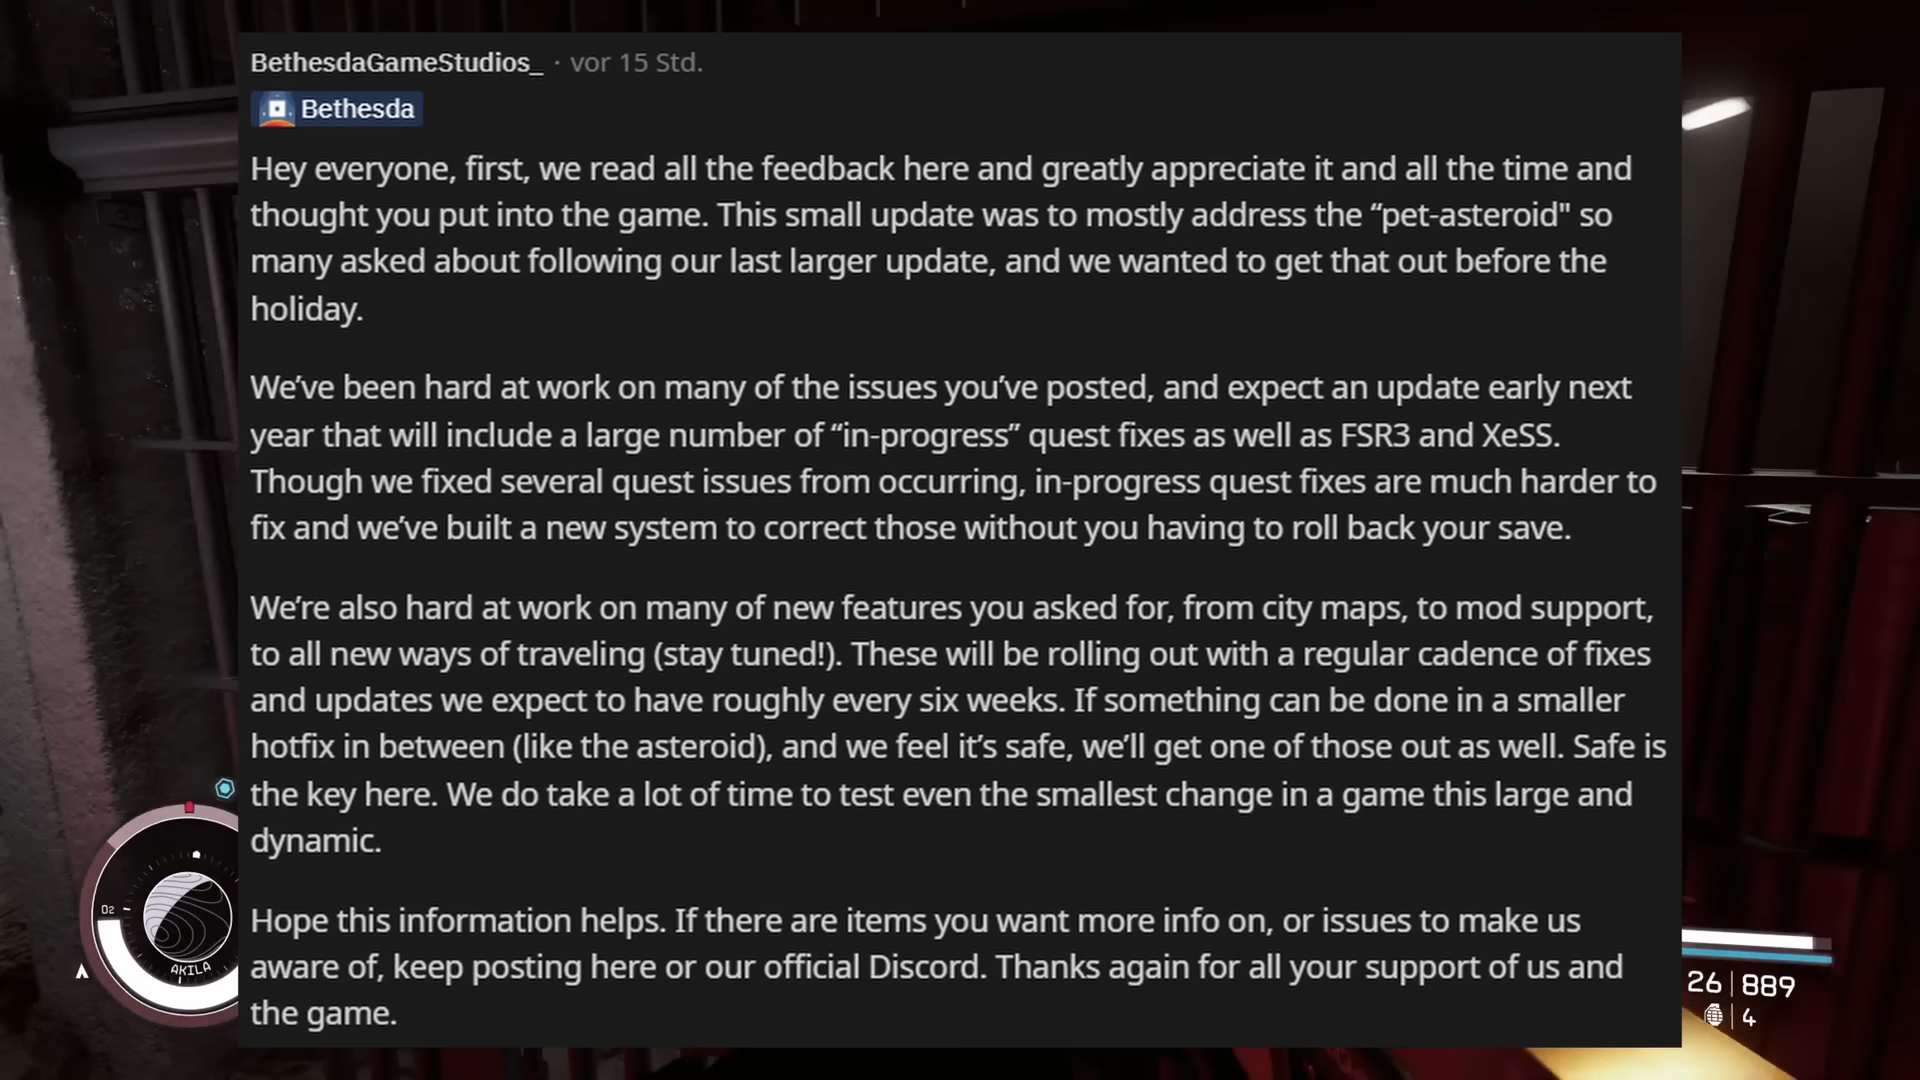 BethesdaGameStudios_ · vor 15 Std.
Bethesda
Hey everyone, first, we read all the feedback here and greatly appreciate it and all the time and
thought you put into the game. This small update was to mostly address the “pet-asteroid" so
many asked about following our last larger update, and we wanted to get that out before the
holiday.
We’ve been hard at work on many of the issues you’ve posted, and expect an update early next
year that will include a large number of “in-progress” quest fixes as well as FSR3 and XeSS.
Though we fixed several quest issues from occurring, in-progress quest fixes are much harder to
fix and we’ve built a new system to correct those without you having to roll back your save.
We’re also hard at work on many of new features you asked for, from city maps, to mod support,
to all new ways of traveling (stay tuned!). These will be rolling out with a regular cadence of fixes
and updates we expect to have roughly every six weeks. If something can be done in a smaller
hotfix in between (like the asteroid), and we feel it’s safe, we’ll get one of those out as well. Safe is
the key here. We do take a lot of time to test even the smallest change in a game this large and
dynamic.
Hope this information helps. If there are items you want more info on, or issues to make us
aware of, keep posting here or our official Discord. Thanks again for all your support of us and
the game.
O2
AKILA
26 | 889
4